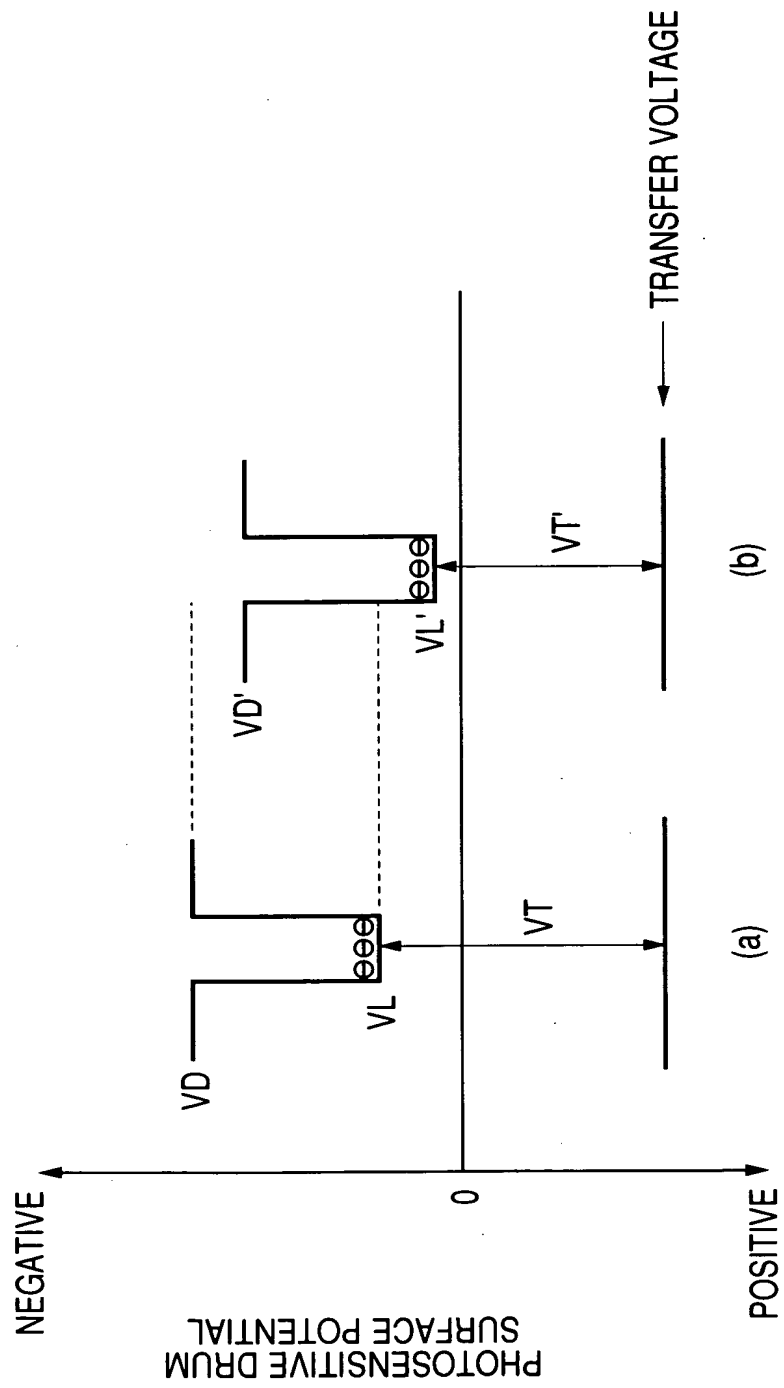 NEGATIVE
PHOTOSENSITIVE DRUM
SURFACE POTENTIAL
0
POSITIVE
VD
VL
VT
(a)
VD'
VL'
VT'
(b)
TRANSFER VOLTAGE